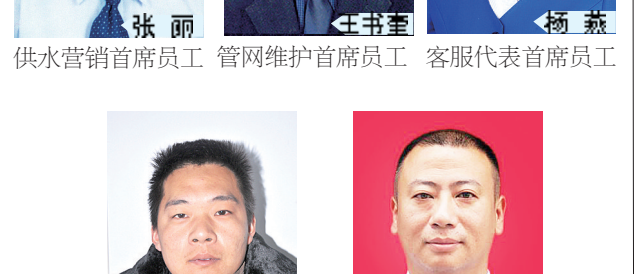 张 丽
王书奎
杨 燕
供水营销首席员工
管网维护首席员工
客服代表首席员工